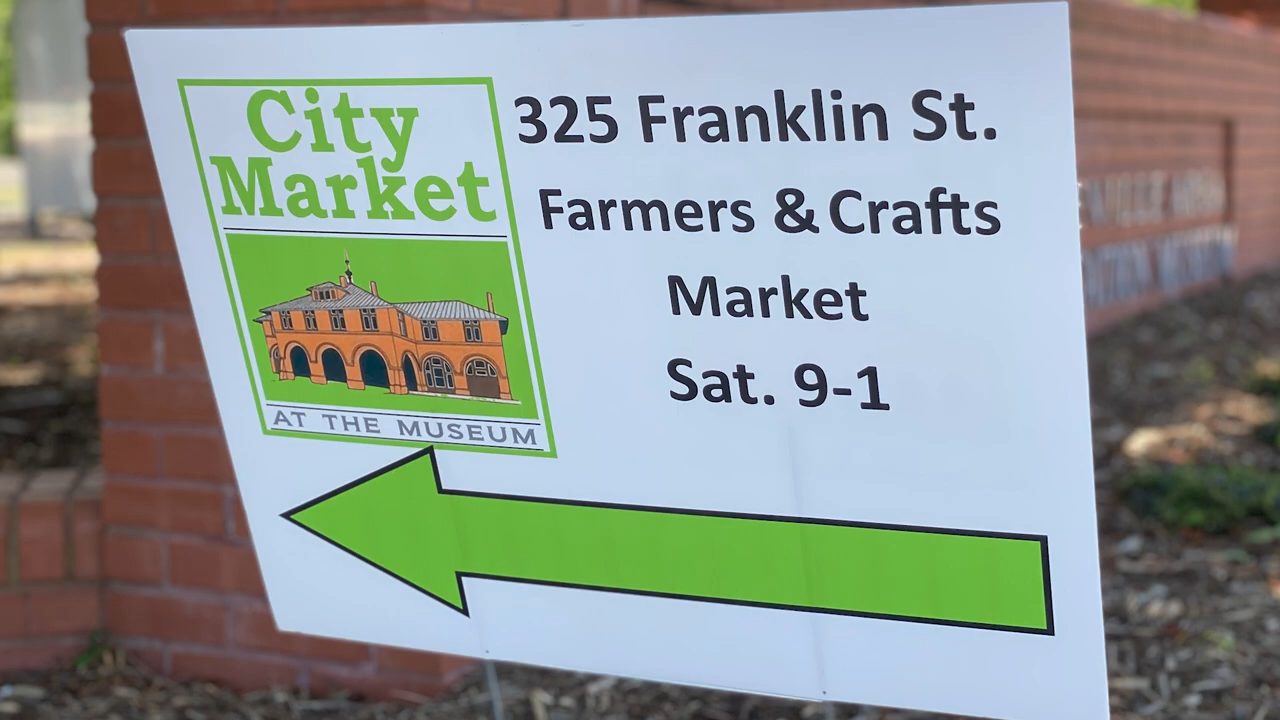 City
Market
AT THE MUSEUM
325 Franklin St.
Farmers & Crafts
Market
Sat. 9-1